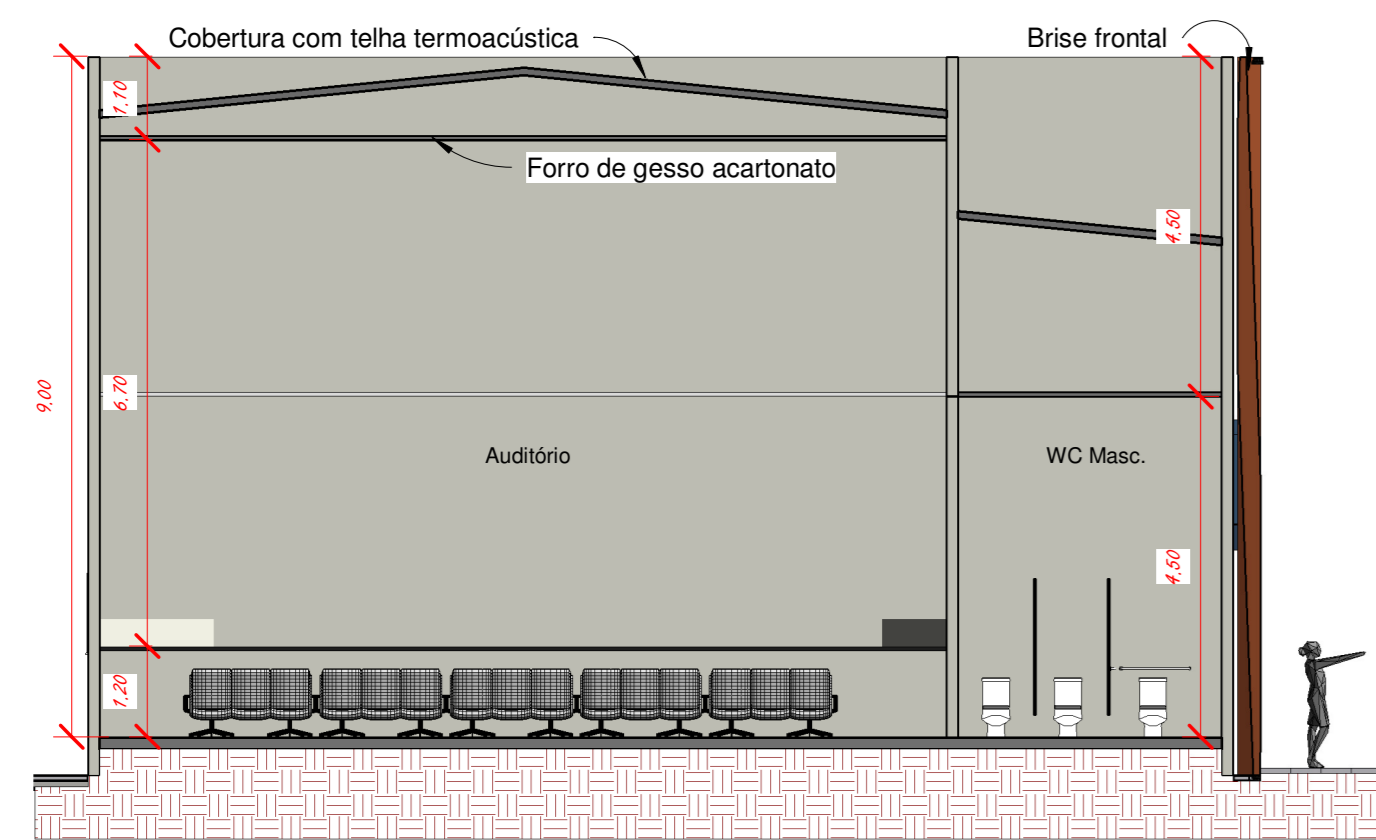 Cobertura com telha termoacústica
Brise frontal
1,10
Forro de gesso acartonato
4,50
9,00
6,70
Auditório
WC Masc.
4,50
1,20